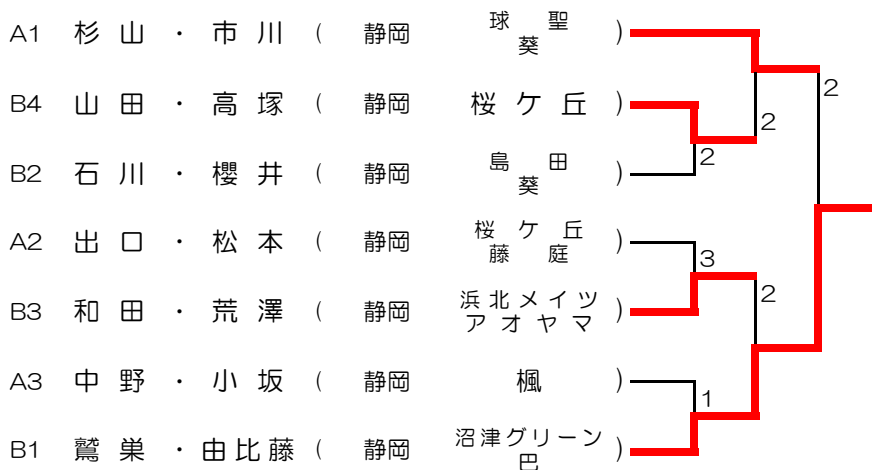 A1 杉山・市川 ( 静岡 球聖 葵 )
B4 山田・高塚 ( 静岡 桜ケ丘 )
2
2
2
B2 石川・櫻井 ( 静岡 島田 葵 )
A2 出口・松本 ( 静岡 桜ケ丘 藤庭 )
3
2
B3 和田・荒澤 ( 静岡 浜北メイツ アオヤマ )
A3 中野・小坂 ( 静岡 楓 )
1
B1 鷲巣・由比藤 ( 静岡 沼津グリーン 巴 )